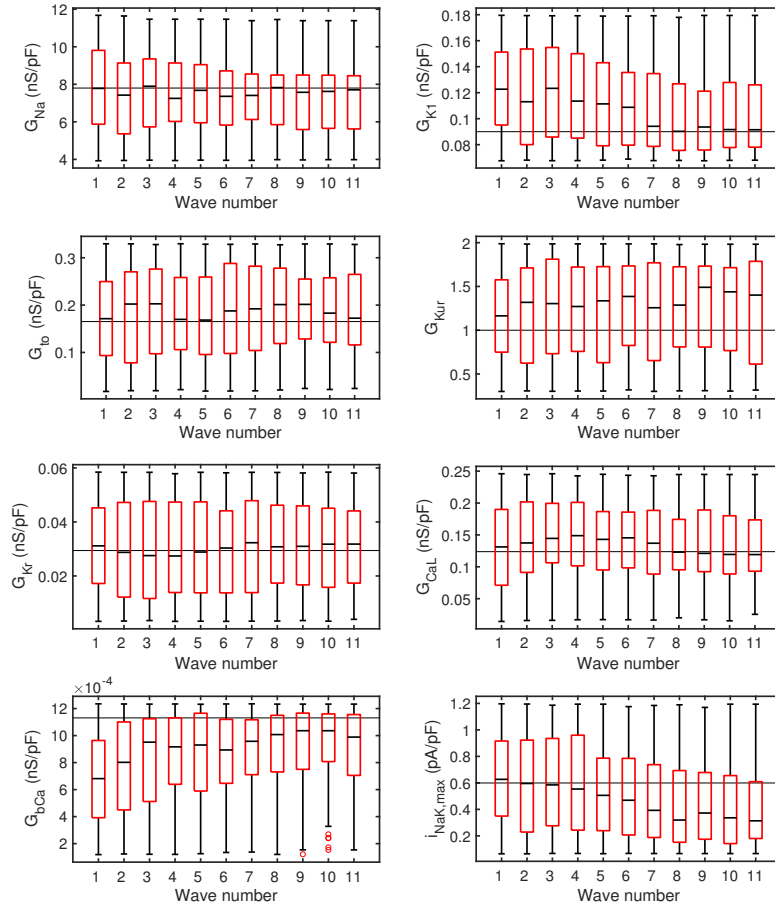 12
10
8
6
4
G_Na (nS/pF)
1 2 3 4 5 6 7 8 9 10 11
Wave number
0.18
0.16
0.14
0.12
0.1
0.08
G_K1 (nS/pF)
1 2 3 4 5 6 7 8 9 10 11
Wave number
0.3
0.2
0.1
G_to (nS/pF)
1 2 3 4 5 6 7 8 9 10 11
Wave number
2
1.5
1
0.5
G_Kur (nS/pF)
1 2 3 4 5 6 7 8 9 10 11
Wave number
0.06
0.04
0.02
G_Kr (nS/pF)
1 2 3 4 5 6 7 8 9 10 11
Wave number
0.25
0.2
0.15
0.1
0.05
G_CaL (nS/pF)
1 2 3 4 5 6 7 8 9 10 11
Wave number
×10^-4
12
10
8
6
4
2
G_bCa (nS/pF)
1 2 3 4 5 6 7 8 9 10 11
Wave number
1.2
1
0.8
0.6
0.4
0.2
i_NaK,max (pA/pF)
1 2 3 4 5 6 7 8 9 10 11
Wave number